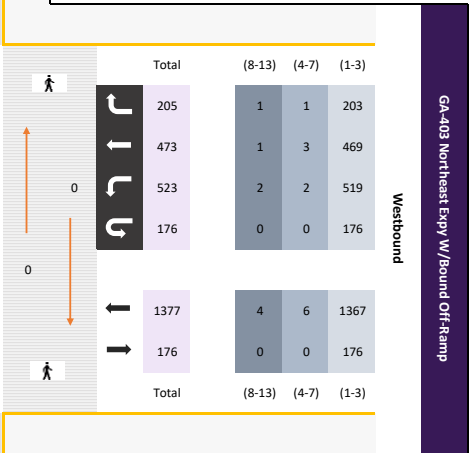 Total (8-13) (4-7) (1-3)
205 1 1 203
473 1 3 469
0 523 2 2 519
176 0 0 176
0
1377 4 6 1367
176 0 0 176
Total (8-13) (4-7) (1-3)
Westbound
GA-403 Northeast Expy W/Bound Off-Ramp